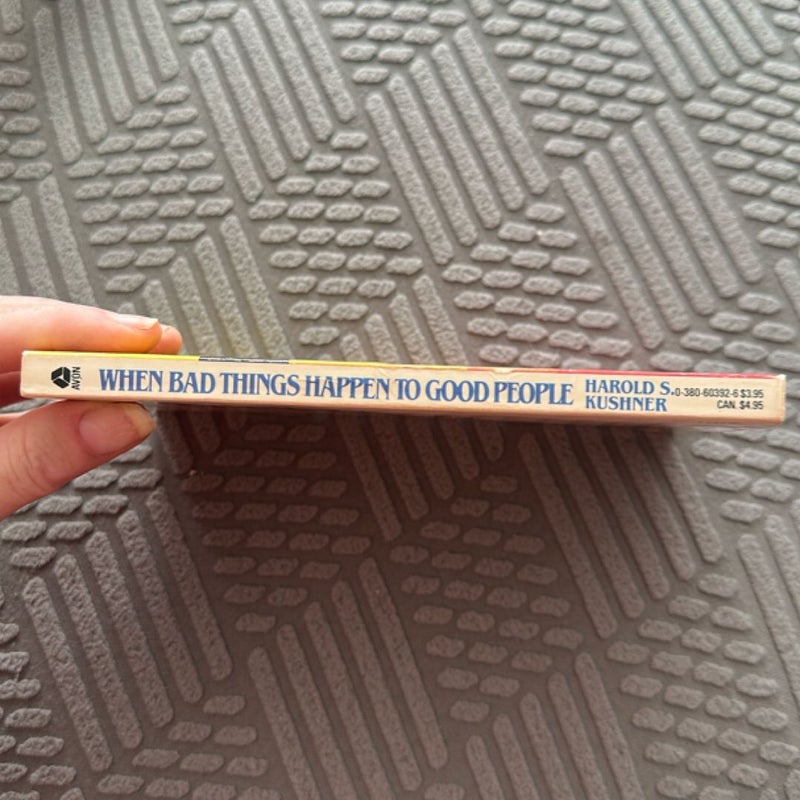 AVON
WHEN BAD THINGS HAPPEN TO GOOD PEOPLE
HAROLD S.
KUSHNER
0-380-60392-6 $3.95
CAN. $4.95